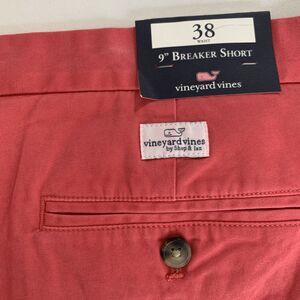 38
WAIST
9" BREAKER SHORT
vineyard vines
vineyard vines
by Shep & Ian